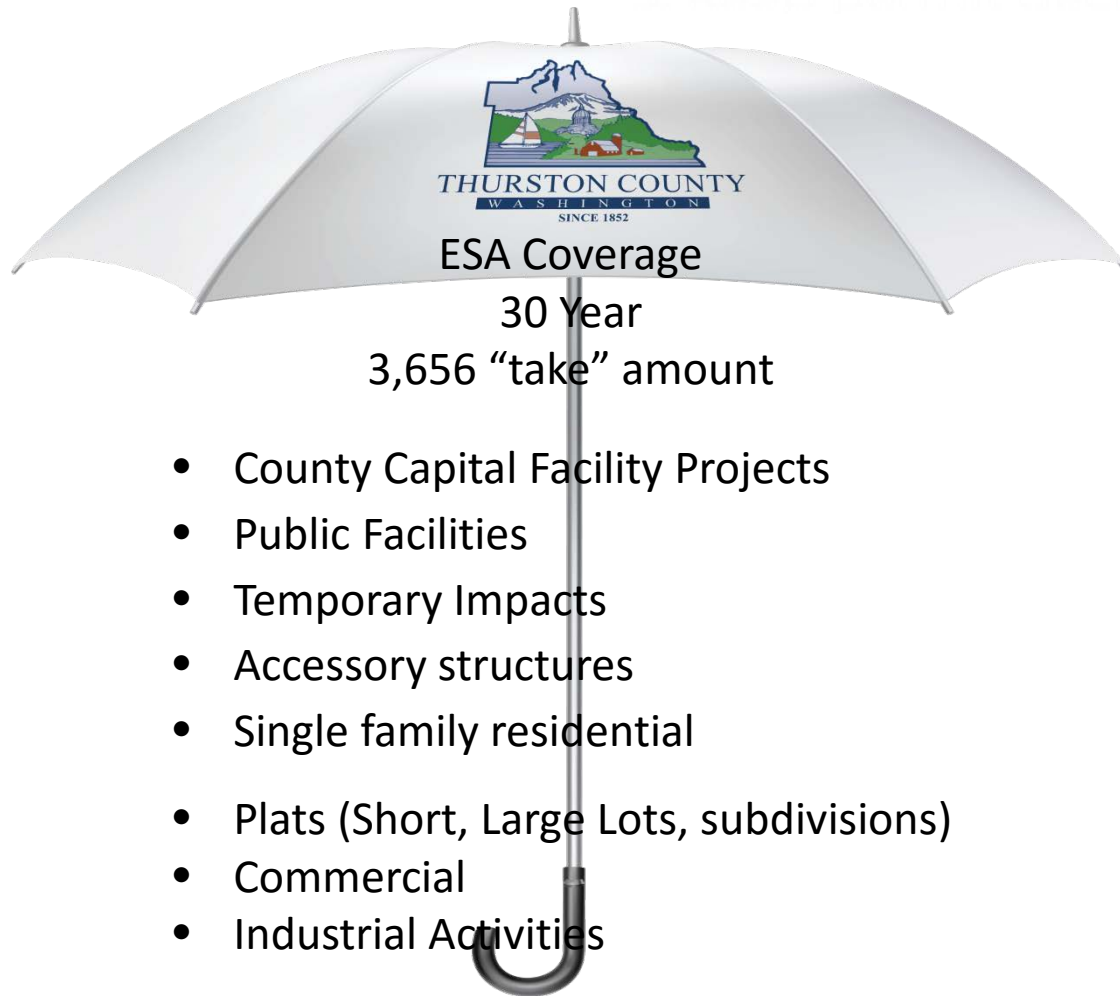 THURSTON COUNTY
WASHINGTON
SINCE 1852
ESA Coverage
30 Year
3,656 “take” amount
• County Capital Facility Projects
• Public Facilities
• Temporary Impacts
• Accessory structures
• Single family residential
• Plats (Short, Large Lots, subdivisions)
• Commercial
• Industrial Activities